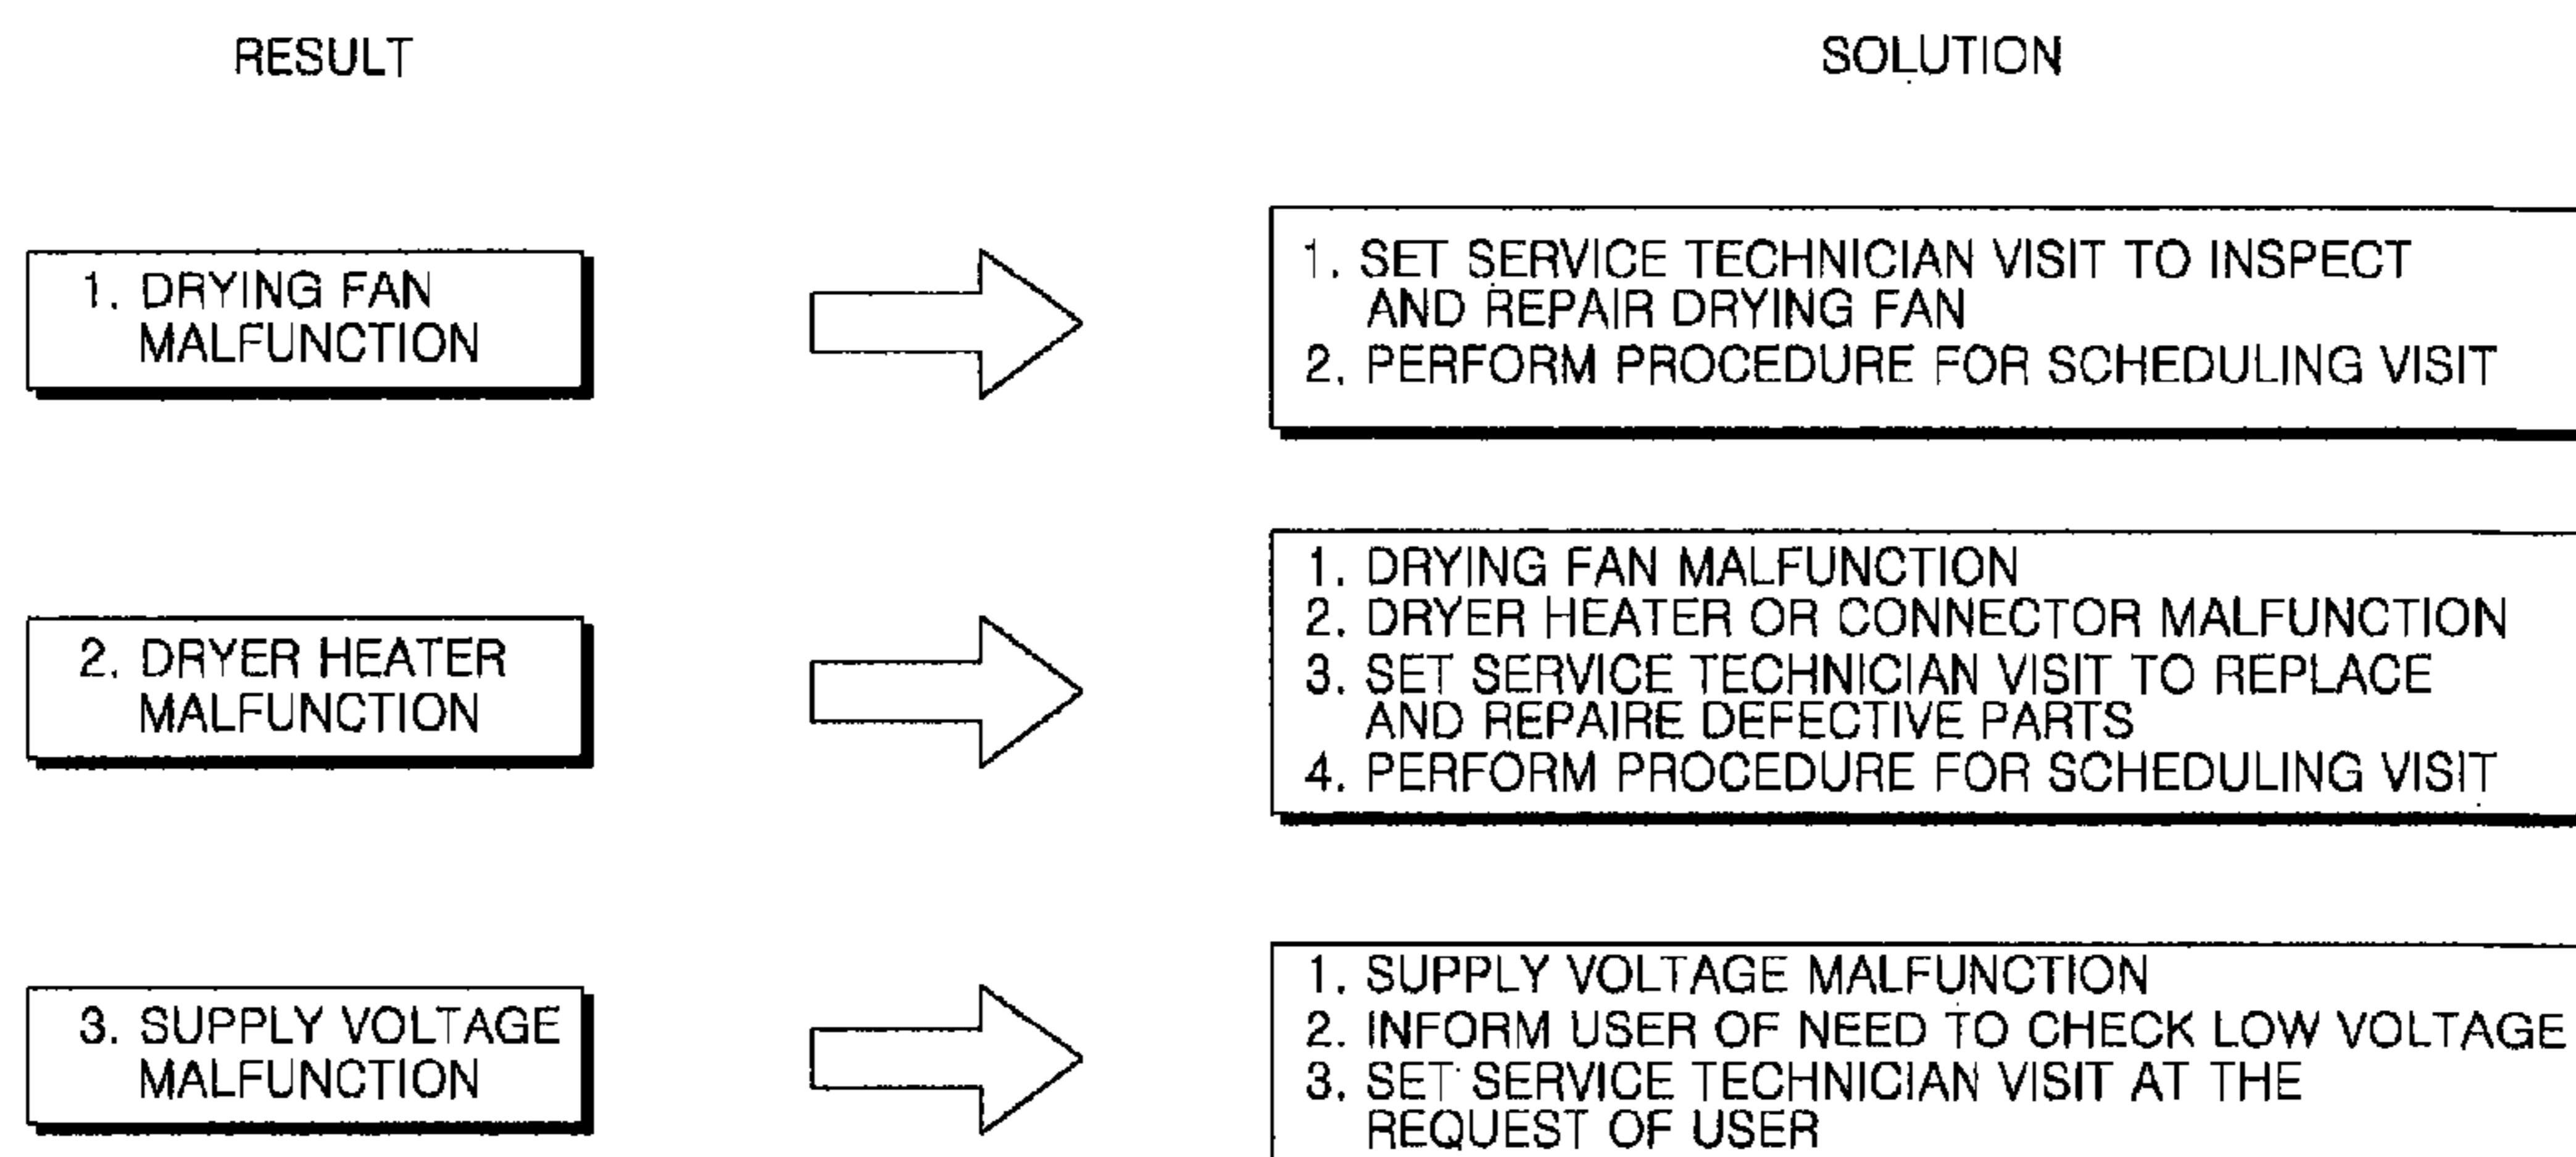 RESULT
SOLUTION
1. DRYING FAN
MALFUNCTION
1. SET SERVICE TECHNICIAN VISIT TO INSPECT
AND REPAIR DRYING FAN
2. PERFORM PROCEDURE FOR SCHEDULING VISIT
2. DRYER HEATER
MALFUNCTION
1. DRYING FAN MALFUNCTION
2. DRYER HEATER OR CONNECTOR MALFUNCTION
3. SET SERVICE TECHNICIAN VISIT TO REPLACE
AND REPAIRE DEFECTIVE PARTS
4. PERFORM PROCEDURE FOR SCHEDULING VISIT
3. SUPPLY VOLTAGE
MALFUNCTION
1. SUPPLY VOLTAGE MALFUNCTION
2. INFORM USER OF NEED TO CHECK LOW VOLTAGE
3. SET SERVICE TECHNICIAN VISIT AT THE
REQUEST OF USER